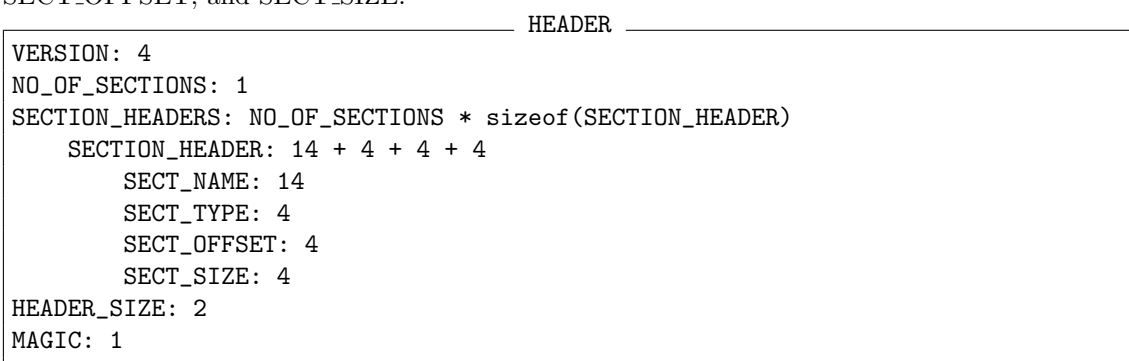 SECT_OFFSET, and SECT_SIZE.
HEADER
VERSION: 4
NO_OF_SECTIONS: 1
SECTION_HEADERS: NO_OF_SECTIONS * sizeof(SECTION_HEADER)
SECTION_HEADER: 14 + 4 + 4 + 4
SECT_NAME: 14
SECT_TYPE: 4
SECT_OFFSET: 4
SECT_SIZE: 4
HEADER_SIZE: 2
MAGIC: 1